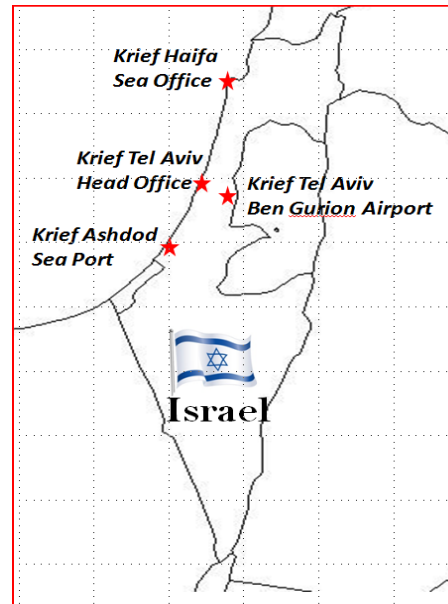 Krief Haifa
Sea Office
Krief Tel Aviv
Head Office
Krief Tel Aviv
Ben Gurion Airport
Krief Ashdod
Sea Port
Israel